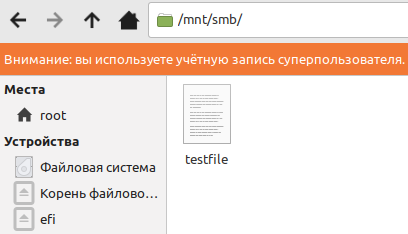 /mnt/smb/
Внимание: вы используете учётную запись суперпользователя.
Места
root
Устройства
Файловая система
Корень файлово...
efi
testfile